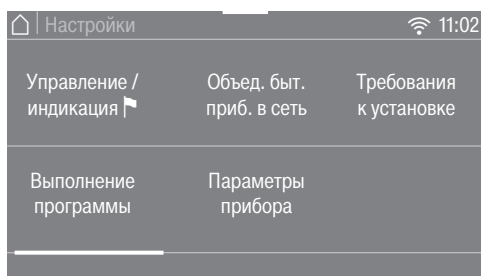 Настройки 11:02
Управление / Объед. быт. Требования
индикация приб. в сеть к установке
Выполнение Параметры
программы прибора